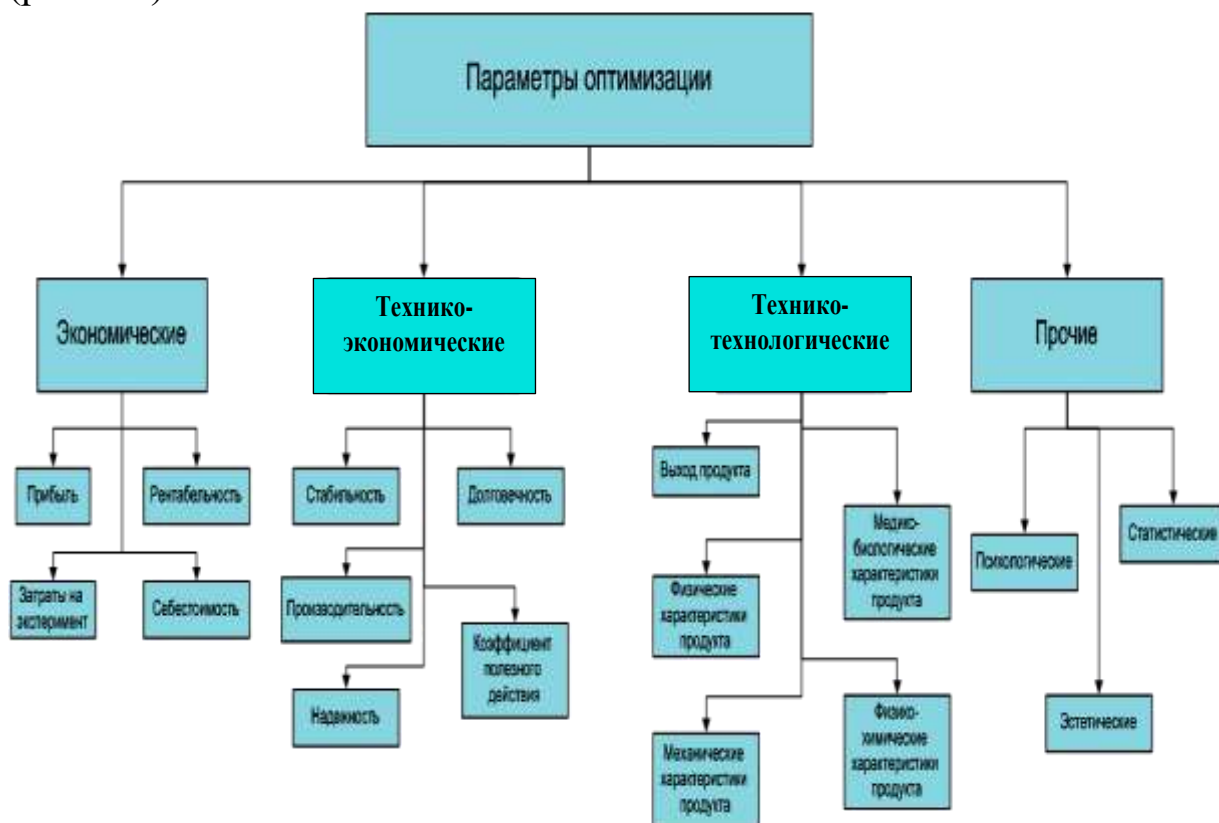 Параметры оптимизации
Экономические
Технико-
экономические
Технико-
технологические
Прочие
Прибыль
Рентабельность
Затраты на
эксперимент
Себестоимость
Стабильность
Долговечность
Производительность
Коэффициент
полезного
действия
Надежность
Выход продукта
Медико-
биологические
характеристики
продукта
Физические
характеристики
продукта
Механические
характеристики
продукта
Физико-
химические
характеристики
продукта
Психологические
Статистические
Эстетические